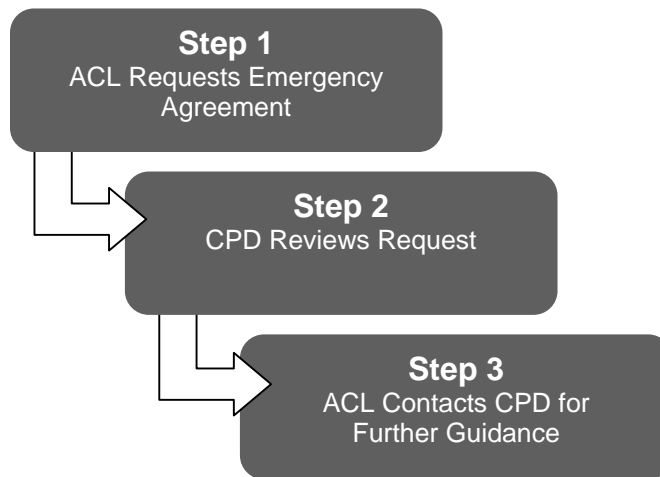 Step 1
ACL Requests Emergency
Agreement
Step 2
CPD Reviews Request
Step 3
ACL Contacts CPD for
Further Guidance